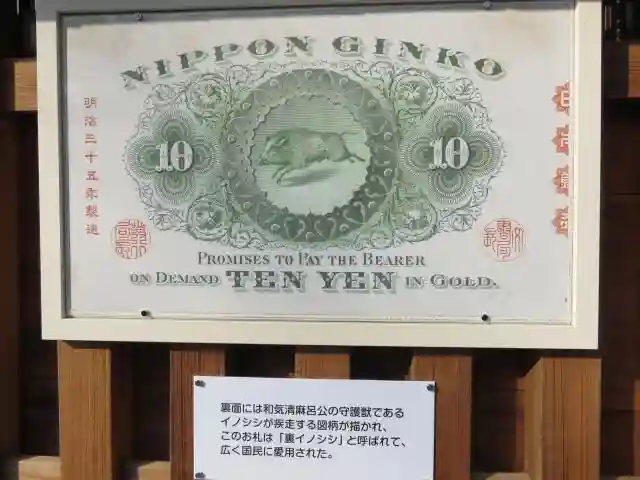 NIPPON GINKO
明治三十五年製造
10
10
PROMISES TO PAY THE BEARER
ON DEMAND TEN YEN IN GOLD.
裏面には和気清麻呂公の守護獣である
イノシシが疾走する図柄が描かれ、
このお札は「裏イノシシ」と呼ばれて、
広く国民に愛用された。